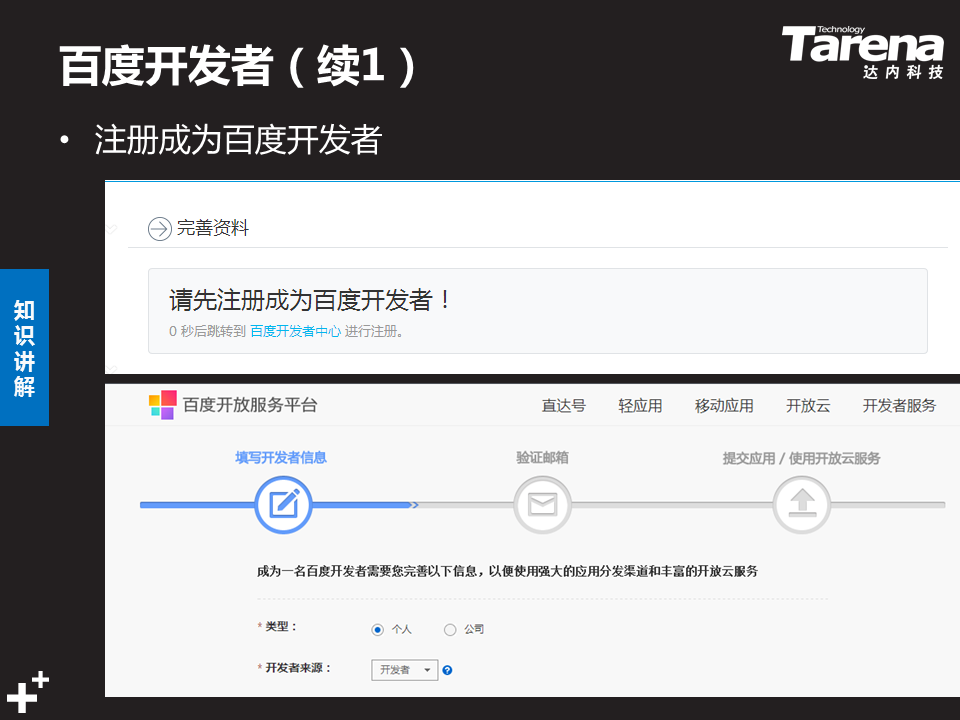 百度开发者（续1）
Technology
Tarena
达内科技
• 注册成为百度开发者
知识讲解
完善资料
请先注册成为百度开发者！
0 秒后跳转到 百度开发者中心 进行注册。
百度开放服务平台 直达号 轻应用 移动应用 开放云 开发者服务
填写开发者信息 验证邮箱 提交应用 / 使用开放云服务
成为一名百度开发者需要您完善以下信息，以便使用强大的应用分发渠道和丰富的开放云服务
* 类型： 个人 公司
* 开发者来源： 开发者 ?